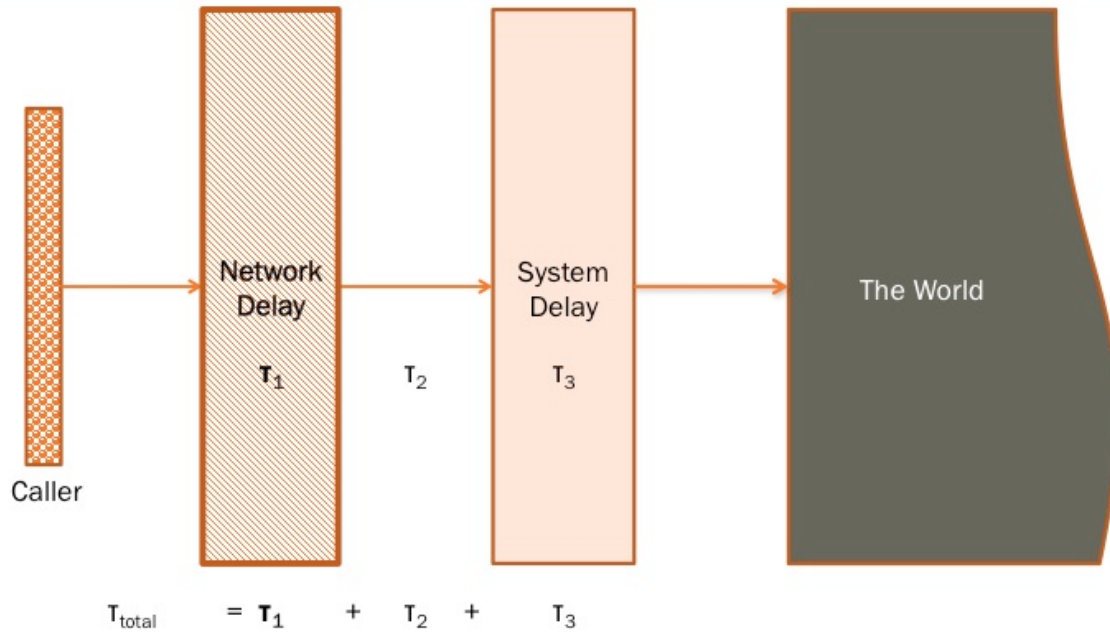 Network
Delay
System
Delay
The World
τ₁
τ₂
τ₃
Caller
τtotal = τ₁ + τ₂ + τ₃